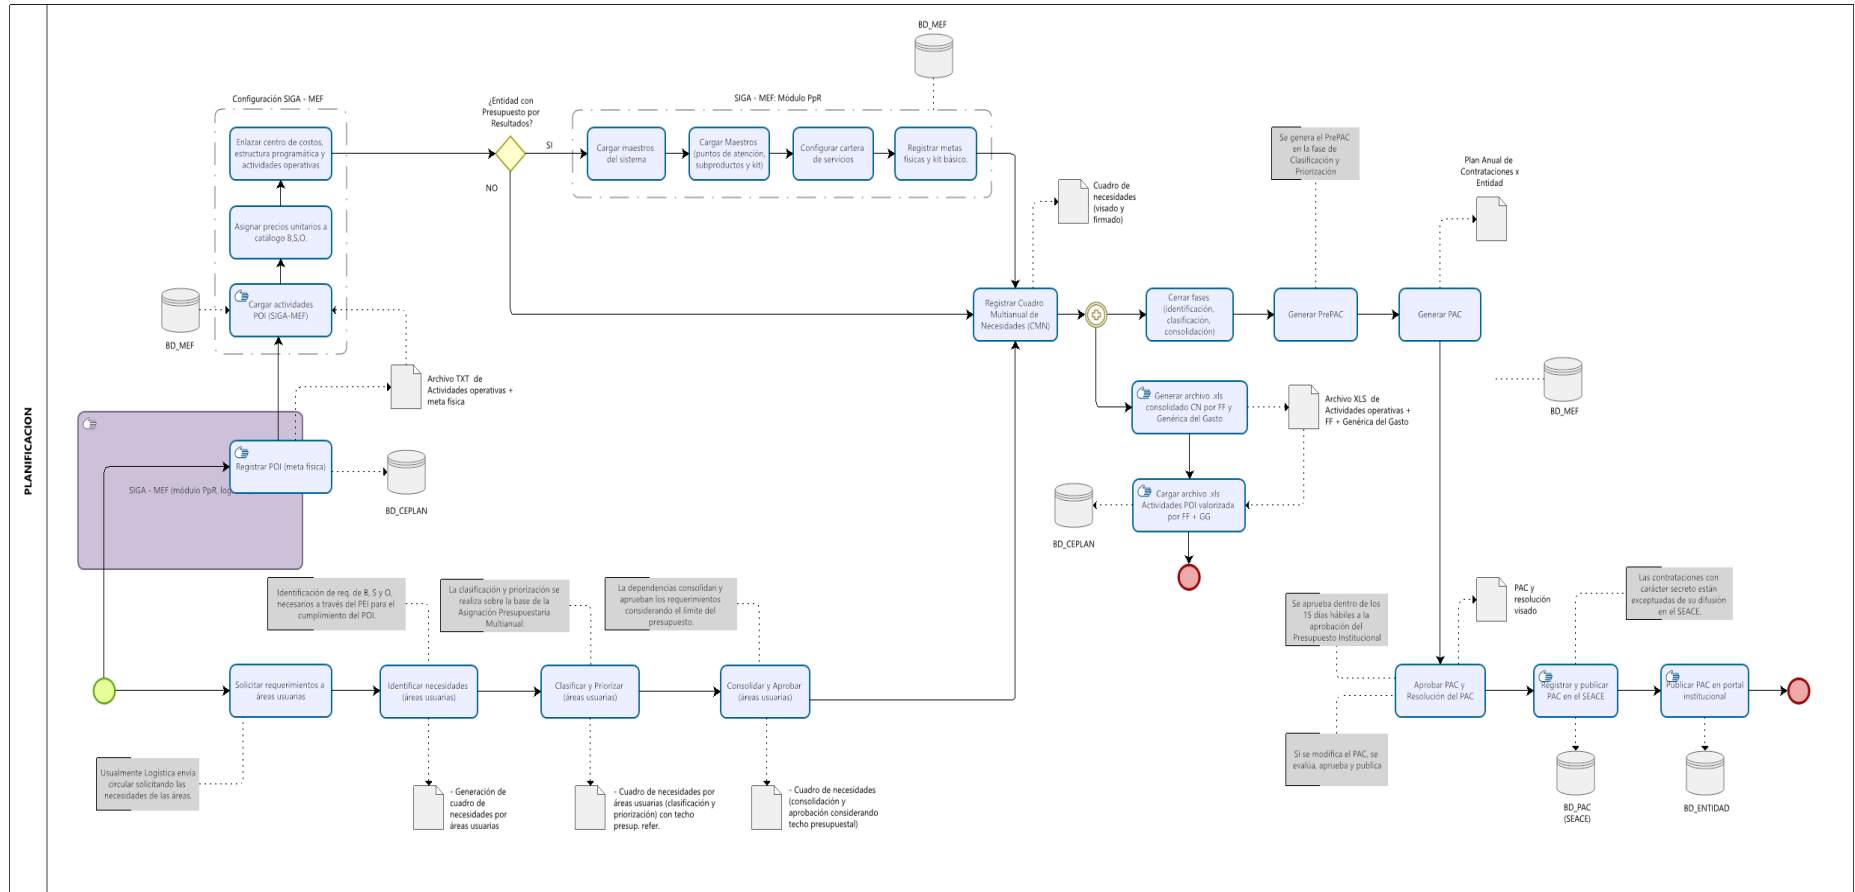 PLANIFICACION
BD_MEF
Configuración SIGA - MEF
¿Entidad con
Presupuesto por
Resultados?
SIGA - MEF: Módulo PpR
Enlazar centro de costos,
estructura programática y
actividades operativas
SI
NO
Cargar maestros
del sistema
Cargar Maestros
(puntos de atención,
subproductos y kit)
Configurar cartera
de servicios
Registrar metas
físicas y kit básico.
Se genera el PrePAC
en la fase de
Clasificación y
Priorización
Plan Anual de
Contrataciones x
Entidad
Cuadro de
necesidades
(visado y
firmado)
Asignar precios unitarios a
catálogo B,S,O.
Cargar actividades
POI (SIGA-MEF)
BD_MEF
Registrar Cuadro
Multianual de
Necesidades (CMN)
Cerrar fases
(identificación,
clasificación,
consolidación)
Generar PrePAC
Generar PAC
Archivo TXT de
Actividades operativas +
meta física
Generar archivo .xls
consolidado CN por FF y
Genérica del Gasto
Archivo XLS de
Actividades operativas +
FF + Genérica del Gasto
BD_MEF
Registrar POI (meta física)
SIGA - MEF (módulo PpR, log
BD_CEPLAN
Cargar archivo .xls
Actividades POI valorizada
por FF + GG
BD_CEPLAN
Identificación de req. de B, S y O,
necesarios a través del PEI para el
cumplimiento del POI.
La clasificación y priorización se
realiza sobre la base de la
Asignación Presupuestaria
Multianual.
La dependencias consolidan y
aprueban los requerimientos
considerando el límite del
presupuesto.
Se aprueba dentro de los
15 días hábiles a la
aprobación del
Presupuesto Institucional
PAC y
resolución
visado
Las contrataciones con
carácter secreto están
exceptuadas de su difusión
en el SEACE.
Solicitar requerimientos a
áreas usuarias
Identificar necesidades
(áreas usuarias)
Clasificar y Priorizar
(áreas usuarias)
Consolidar y Aprobar
(áreas usuarias)
Aprobar PAC y
Resolución del PAC
Registrar y publicar
PAC en el SEACE
Publicar PAC en portal
institucional
Usualmente Logística envía
circular solicitando las
necesidades de las áreas.
- Generación de
cuadro de
necesidades por
áreas usuarias
- Cuadro de necesidades por
áreas usuarias (clasificación y
priorización) con techo
presup. refer.
- Cuadro de necesidades
(consolidación y
aprobación considerando
techo presupuestal)
Si se modifica el PAC, se
evalúa, aprueba y publica
BD_PAC
(SEACE)
BD_ENTIDAD